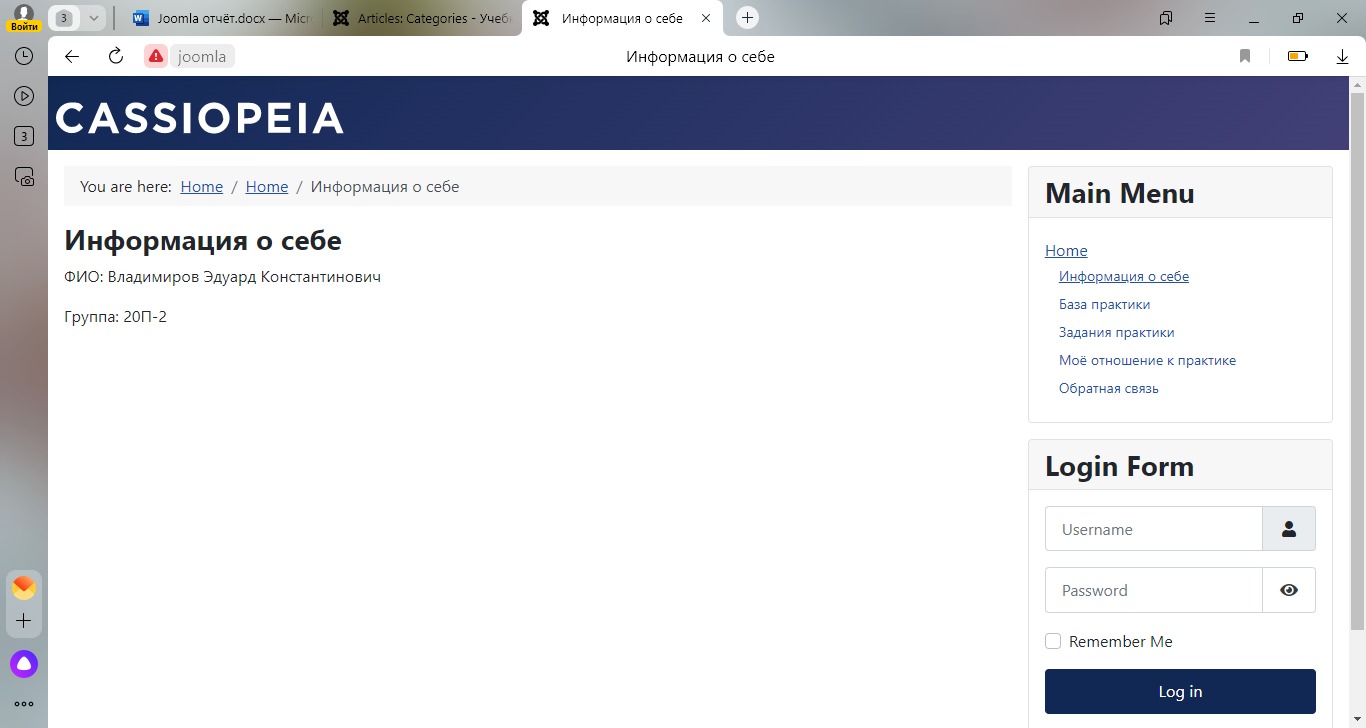 Войти
3
Joomla отчёт.docx — Micr
Articles: Categories - Учебн
Информация о себе
joomla
Информация о себе
3
CASSIOPEIA
You are here: Home / Home / Информация о себе
Информация о себе
ФИО: Владимиров Эдуард Константинович
Группа: 20П-2
Main Menu
Home
Информация о себе
База практики
Задания практики
Моё отношение к практике
Обратная связь
Login Form
Username
Password
Remember Me
Log in